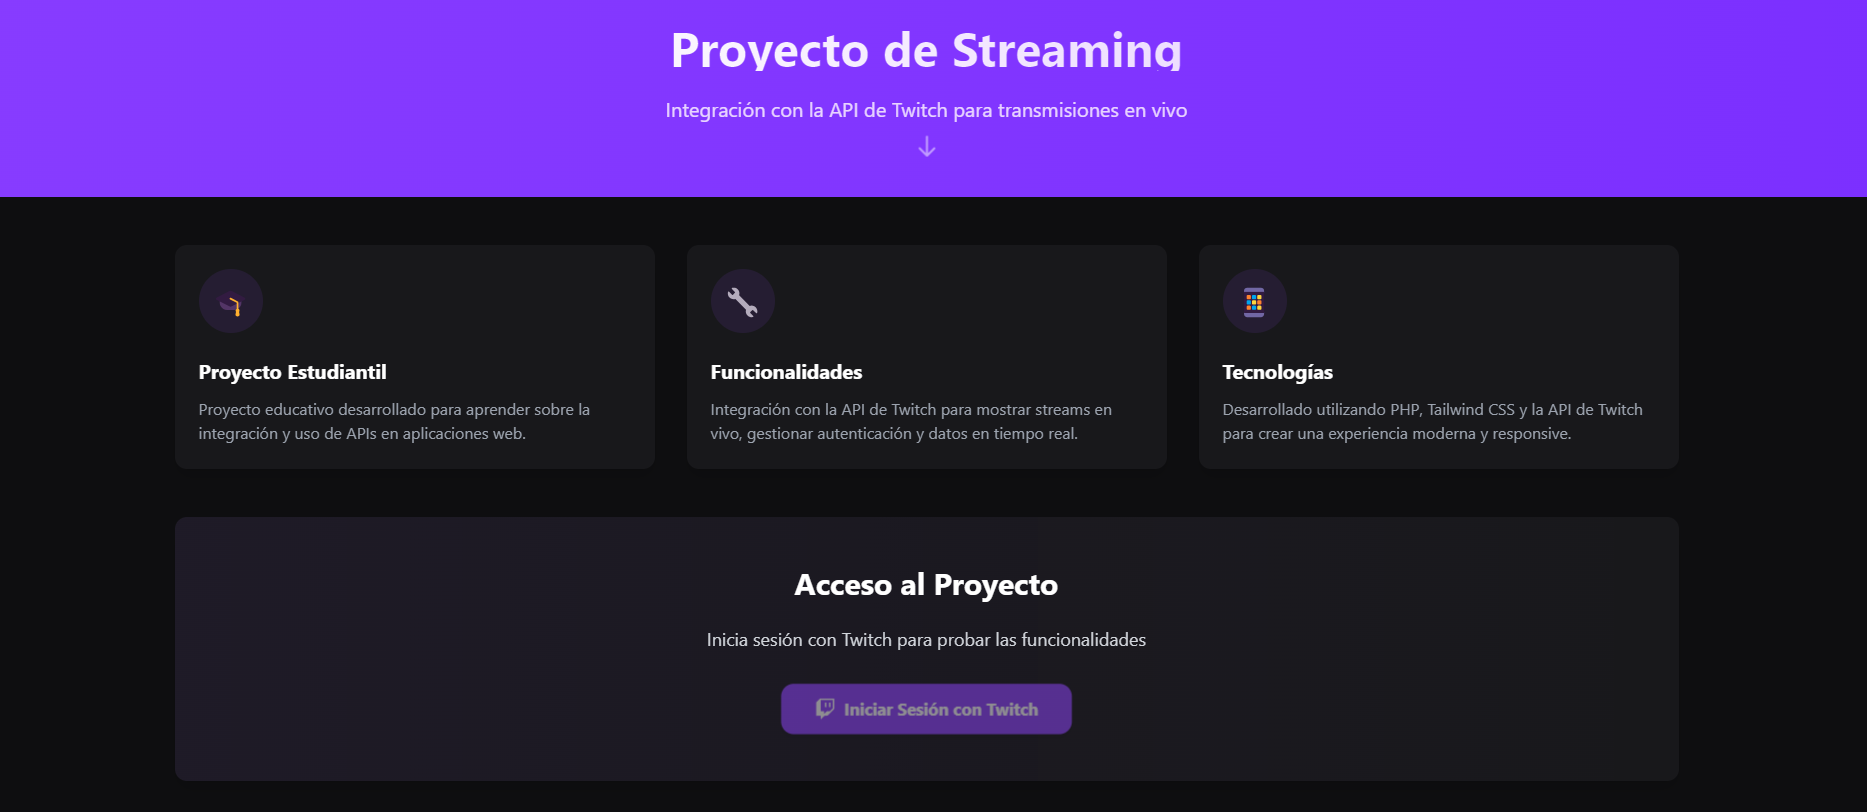 Proyecto de Streaming
Integración con la API de Twitch para transmisiones en vivo
Proyecto Estudiantil
Proyecto educativo desarrollado para aprender sobre la
integración y uso de APIs en aplicaciones web.
Funcionalidades
Integración con la API de Twitch para mostrar streams en
vivo, gestionar autenticación y datos en tiempo real.
Tecnologías
Desarrollado utilizando PHP, Tailwind CSS y la API de Twitch
para crear una experiencia moderna y responsive.
Acceso al Proyecto
Inicia sesión con Twitch para probar las funcionalidades
Iniciar Sesión con Twitch